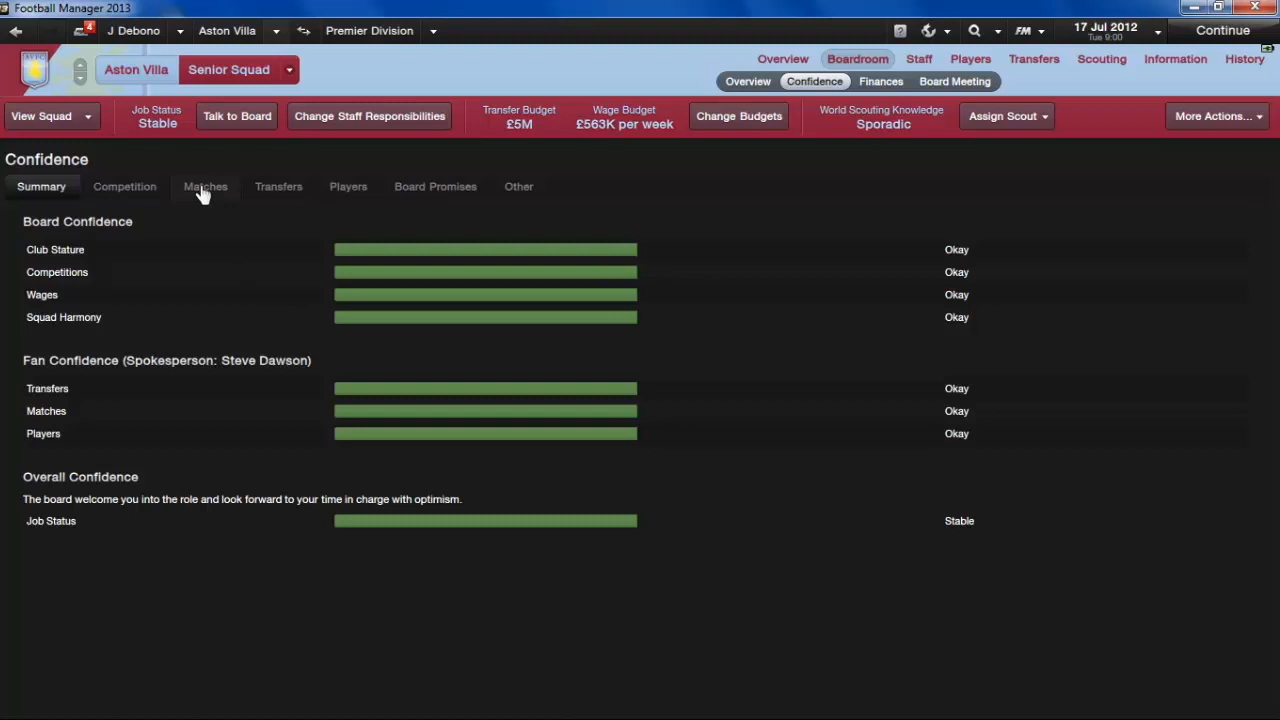 Football Manager 2013
4 J Debono Aston Villa Premier Division ? FM 17 Jul 2012 Continue
Tue 9:00
Aston Villa Senior Squad
Overview Boardroom Staff Players Transfers Scouting Information History
Overview Confidence Finances Board Meeting
View Squad Job Status Talk to Board Change Staff Responsibilities Transfer Budget Wage Budget Change Budgets World Scouting Knowledge Assign Scout More Actions...
Stable £5M £563K per week Sporadic
Confidence
Summary Competition Matches Transfers Players Board Promises Other
Board Confidence
Club Stature Okay
Competitions Okay
Wages Okay
Squad Harmony Okay
Fan Confidence (Spokesperson: Steve Dawson)
Transfers Okay
Matches Okay
Players Okay
Overall Confidence
The board welcome you into the role and look forward to your time in charge with optimism.
Job Status Stable